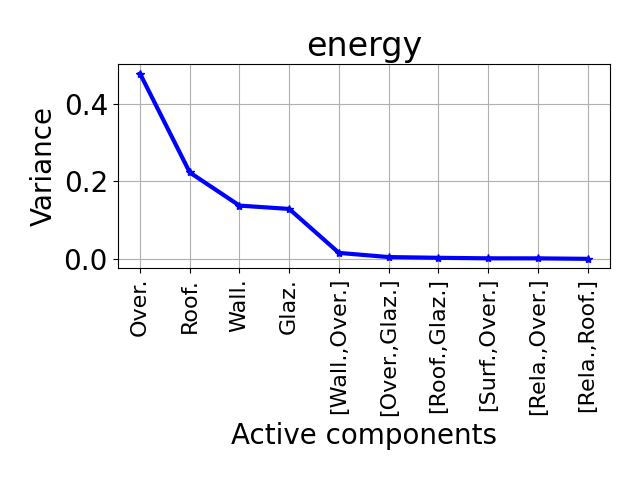 energy
Variance
0.4
0.2
0.0
Over.
Roof.
Wall.
Glaz.
[Wall.,Over.]
[Over.,Glaz.]
[Roof.,Glaz.]
[Surf.,Over.]
[Rela.,Over.]
[Rela.,Roof.]
Active components